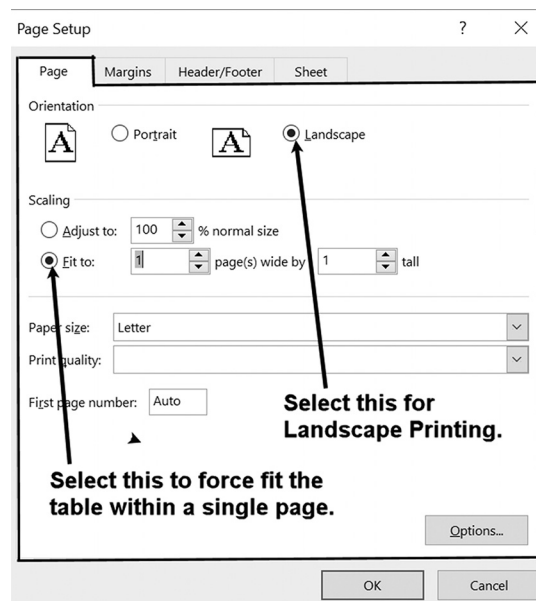 Page Setup ? ×
Page Margins Header/Footer Sheet
Orientation
A Portrait A Landscape
Scaling
Adjust to: 100 % normal size
Fit to: 1 page(s) wide by 1 tall
Paper size: Letter
Print quality:
First page number: Auto
Select this for
Landscape Printing.
Select this to force fit the
table within a single page.
Options...
OK Cancel